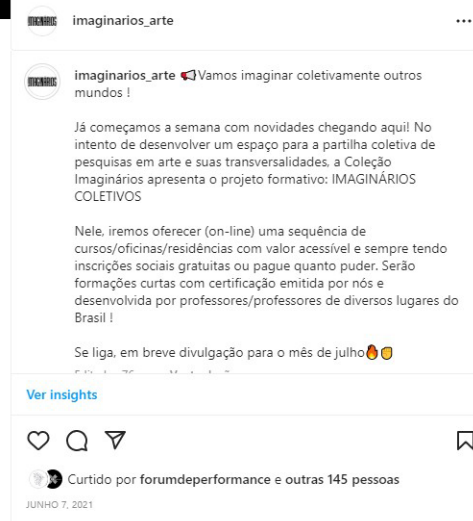 imaginarios_arte
imaginarios_arte 📢Vamos imaginar coletivamente outros
mundos !
Já começamos a semana com novidades chegando aqui! No
intento de desenvolver um espaço para a partilha coletiva de
pesquisas em arte e suas transversalidades, a Coleção
Imaginários apresenta o projeto formativo: IMAGINÁRIOS
COLETIVOS
Nele, iremos oferecer (on-line) uma sequência de
cursos/oficinas/residências com valor acessível e sempre tendo
inscrições sociais gratuitas ou pague quanto puder. Serão
formações curtas com certificação emitida por nós e
desenvolvida por professores/professores de diversos lugares do
Brasil !
Se liga, em breve divulgação para o mês de julho🔥✊
Ver insights
Curtido por forumdeperformance e outras 145 pessoas
JUNHO 7, 2021